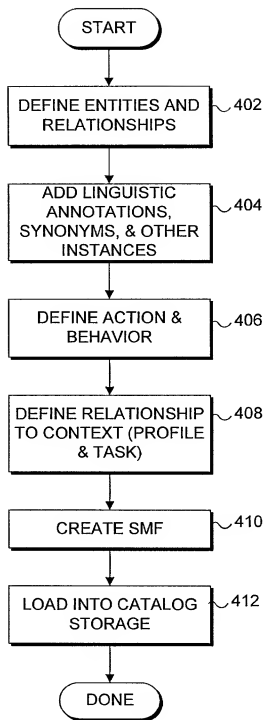 START
DEFINE ENTITIES AND
RELATIONSHIPS
402
ADD LINGUISTIC
ANNOTATIONS,
SYNONYMS, & OTHER
INSTANCES
404
DEFINE ACTION &
BEHAVIOR
406
DEFINE RELATIONSHIP
TO CONTEXT (PROFILE
& TASK)
408
CREATE SMF
410
LOAD INTO CATALOG
STORAGE
412
DONE